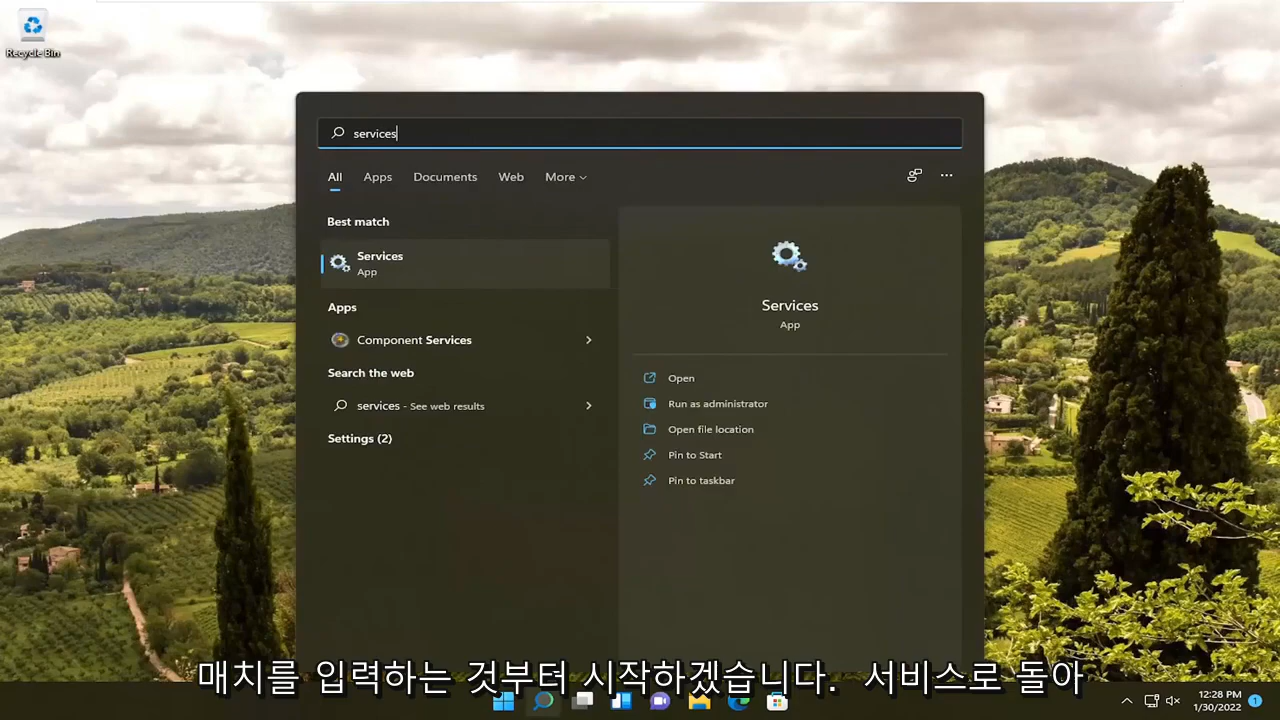 Recycle Bin
services
All Apps Documents Web More
Best match
Services
App
Apps
Component Services
Search the web
services - See web results
Settings (2)
Services
App
Open
Run as administrator
Open file location
Pin to Start
Pin to taskbar
매치를 입력하는 것부터 시작하겠습니다. 서비스로 돌아
12:28 PM
1/30/2022
1